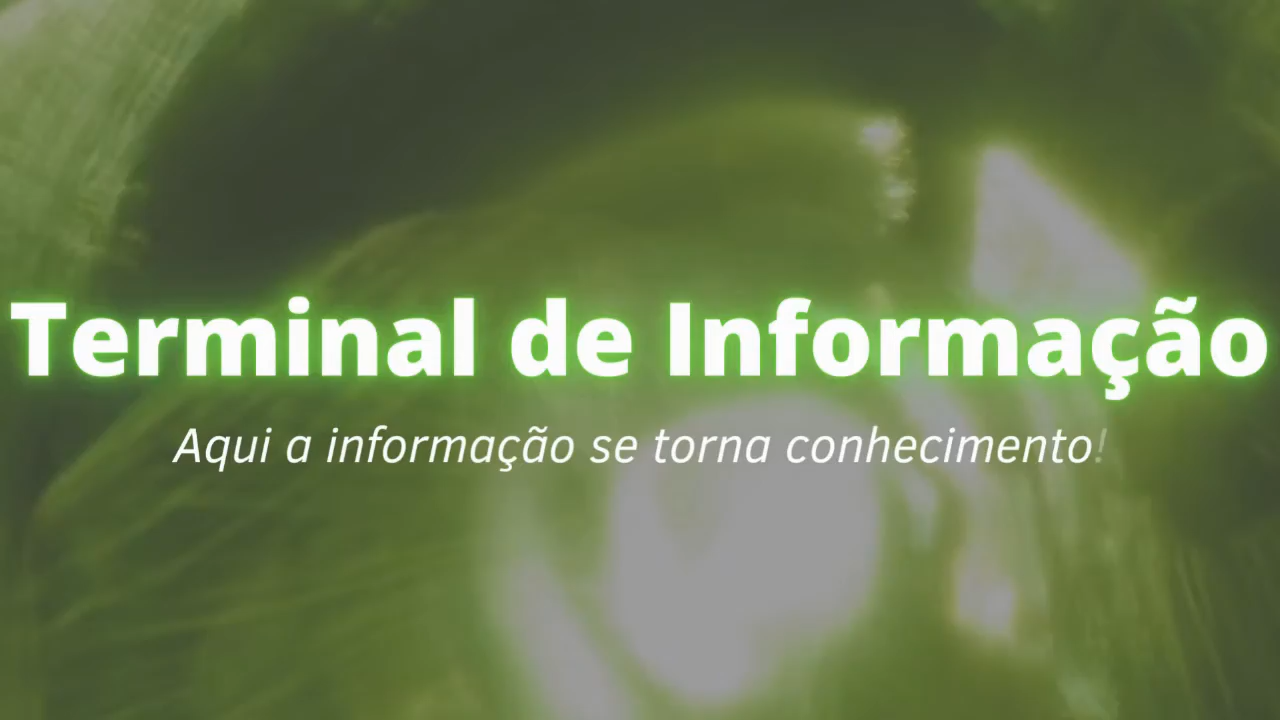 Terminal de Informação
Aqui a informação se torna conhecimento!